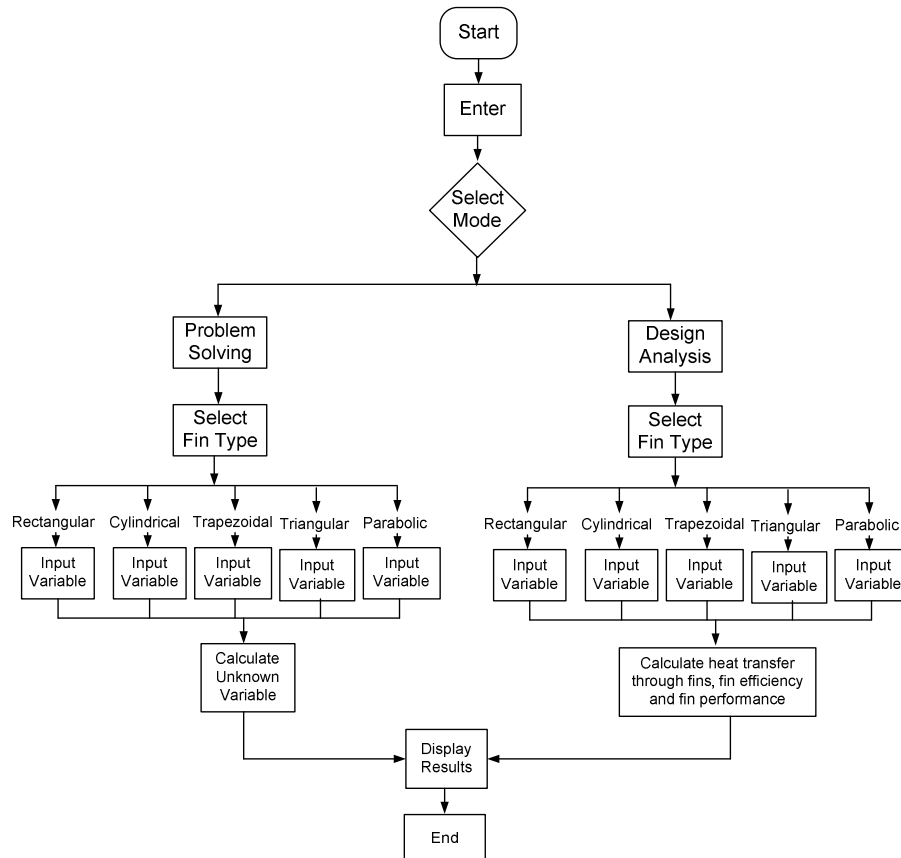 Start
Enter
Select
Mode
Problem
Solving
Design
Analysis
Select
Fin Type
Select
Fin Type
Rectangular
Cylindrical
Trapezoidal
Triangular
Parabolic
Rectangular
Cylindrical
Trapezoidal
Triangular
Parabolic
Input
Variable
Input
Variable
Input
Variable
Input
Variable
Input
Variable
Input
Variable
Input
Variable
Input
Variable
Input
Variable
Input
Variable
Calculate
Unknown
Variable
Calculate heat transfer
through fins, fin efficiency
and fin performance
Display
Results
End